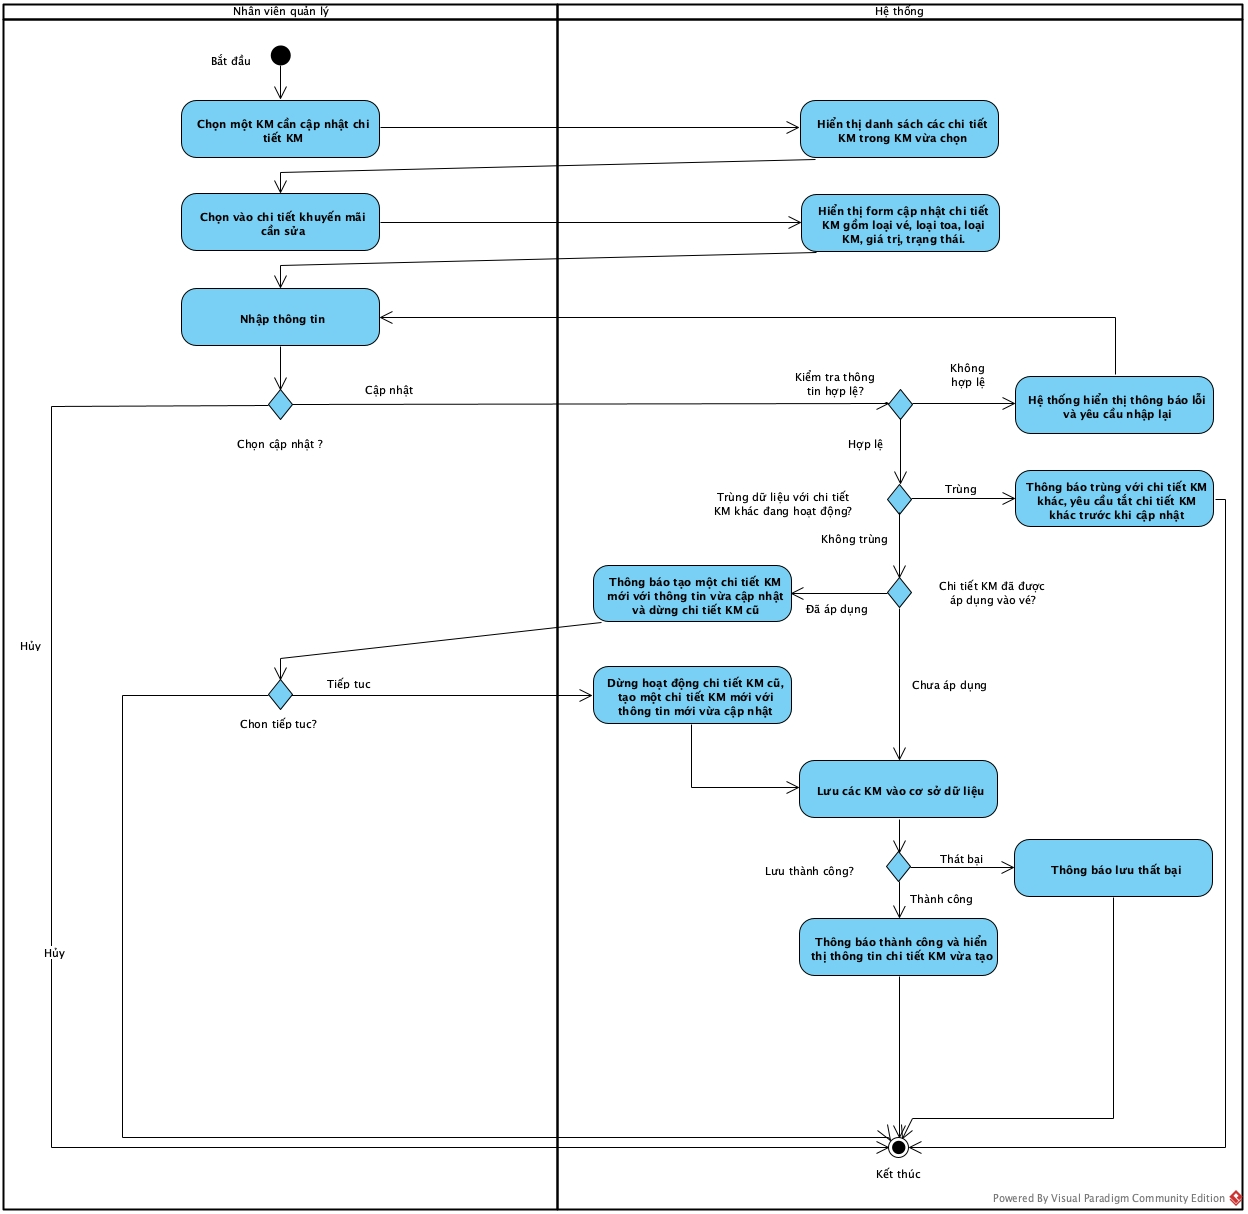 Nhân viên quản lý
Hệ thống
Bắt đầu
Chọn một KM cần cập nhật chi
tiết KM
Hiển thị danh sách các chi tiết
KM trong KM vừa chọn
Chọn vào chi tiết khuyến mãi
cần sửa
Hiển thị form cập nhật chi tiết
KM gồm loại vé, loại toa, loại
KM, giá trị, trạng thái.
Nhập thông tin
Cập nhật
Chọn cập nhật ?
Kiểm tra thông
tin hợp lệ?
Không
hợp lệ
Hệ thống hiển thị thông báo lỗi
và yêu cầu nhập lại
Hợp lệ
Trùng dữ liệu với chi tiết
KM khác đang hoạt động?
Trùng
Thông báo trùng với chi tiết KM
khác, yêu cầu tắt chi tiết KM
khác trước khi cập nhật
Không trùng
Thông báo tạo một chi tiết KM
mới với thông tin vừa cập nhật
và dừng chi tiết KM cũ
Đã áp dụng
Chi tiết KM đã được
áp dụng vào vé?
Hủy
Tiếp tuc
Chon tiếp tuc?
Dừng hoạt động chi tiết KM cũ,
tạo một chi tiết KM mới với
thông tin mới vừa cập nhật
Chưa áp dụng
Lưu các KM vào cơ sở dữ liệu
Lưu thành công?
Thát bại
Thông báo lưu thất bại
Thành công
Thông báo thành công và hiển
thị thông tin chi tiết KM vừa tạo
Hủy
Kết thúc
Powered By Visual Paradigm Community Edition